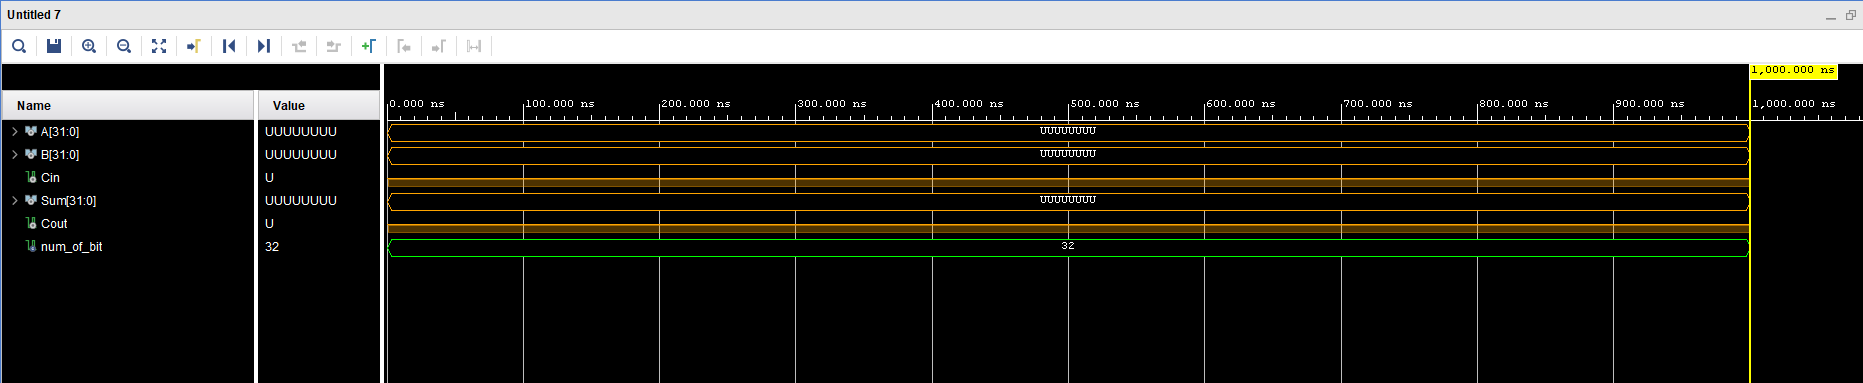 Untitled 7
1,000.000 ns
Name Value
0.000 ns 100.000 ns 200.000 ns 300.000 ns 400.000 ns 500.000 ns 600.000 ns 700.000 ns 800.000 ns 900.000 ns 1,000.000 ns
A[31:0] UUUUUUUU UUUUUUUU
B[31:0] UUUUUUUU UUUUUUUU
Cin U
Sum[31:0] UUUUUUUU UUUUUUUU
Cout U
num_of_bit 32 32